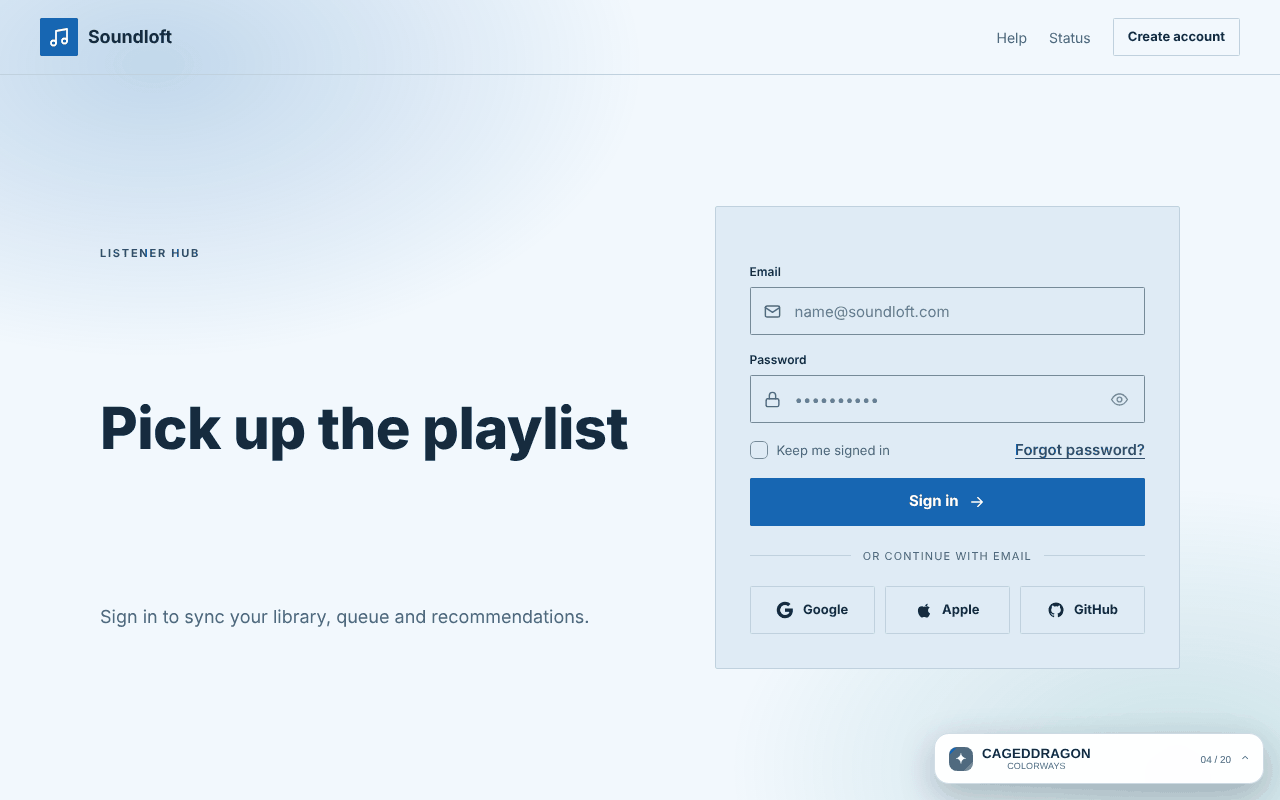 Soundloft
Help
Status
Create account
LISTENER HUB
Pick up the playlist
Sign in to sync your library, queue and recommendations.
Email
name@soundloft.com
Password
••••••••••
Keep me signed in
Forgot password?
Sign in →
OR CONTINUE WITH EMAIL
Google
Apple
GitHub
CAGEDDRAGON
COLORWAYS
04 / 20